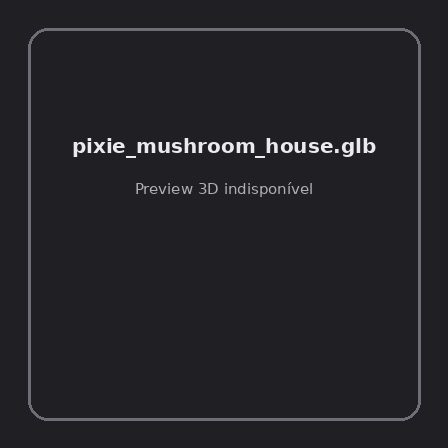 pixie_mushroom_house.glb
Preview 3D indisponível